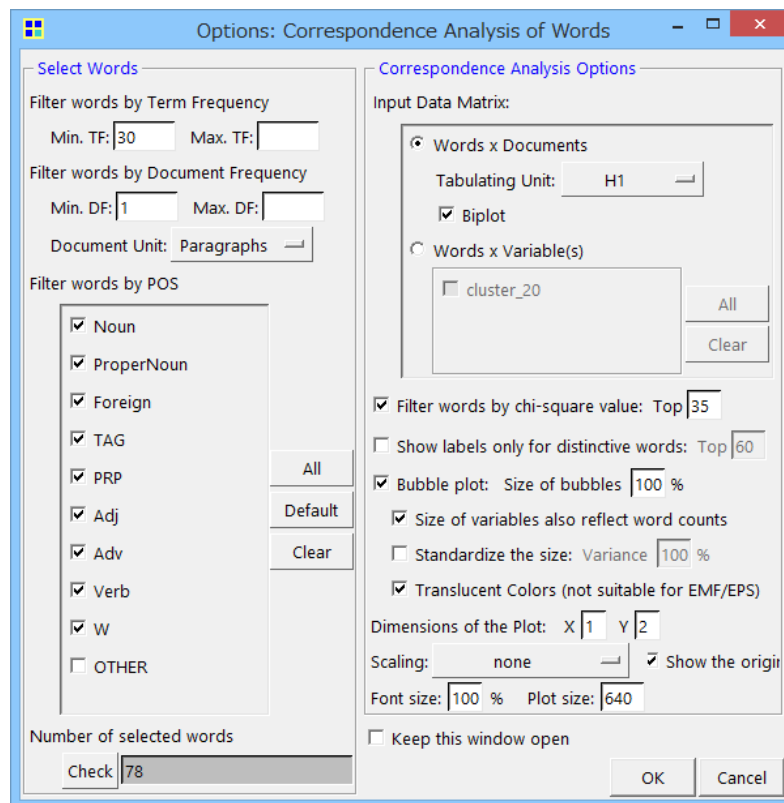 Options: Correspondence Analysis of Words
Select Words
Filter words by Term Frequency
Min. TF: 30 Max. TF:
Filter words by Document Frequency
Min. DF: 1 Max. DF:
Document Unit: Paragraphs
Filter words by POS
Noun
ProperNoun
Foreign
TAG
PRP
Adj
Adv
Verb
W
OTHER
All
Default
Clear
Number of selected words
Check 78
Correspondence Analysis Options
Input Data Matrix:
Words x Documents
Tabulating Unit: H1
Biplot
Words x Variable(s)
cluster_20
All
Clear
Filter words by chi-square value: Top 35
Show labels only for distinctive words: Top 60
Bubble plot: Size of bubbles 100 %
Size of variables also reflect word counts
Standardize the size: Variance 100 %
Translucent Colors (not suitable for EMF/EPS)
Dimensions of the Plot: X 1 Y 2
Scaling: none Show the origin
Font size: 100 % Plot size: 640
Keep this window open
OK Cancel